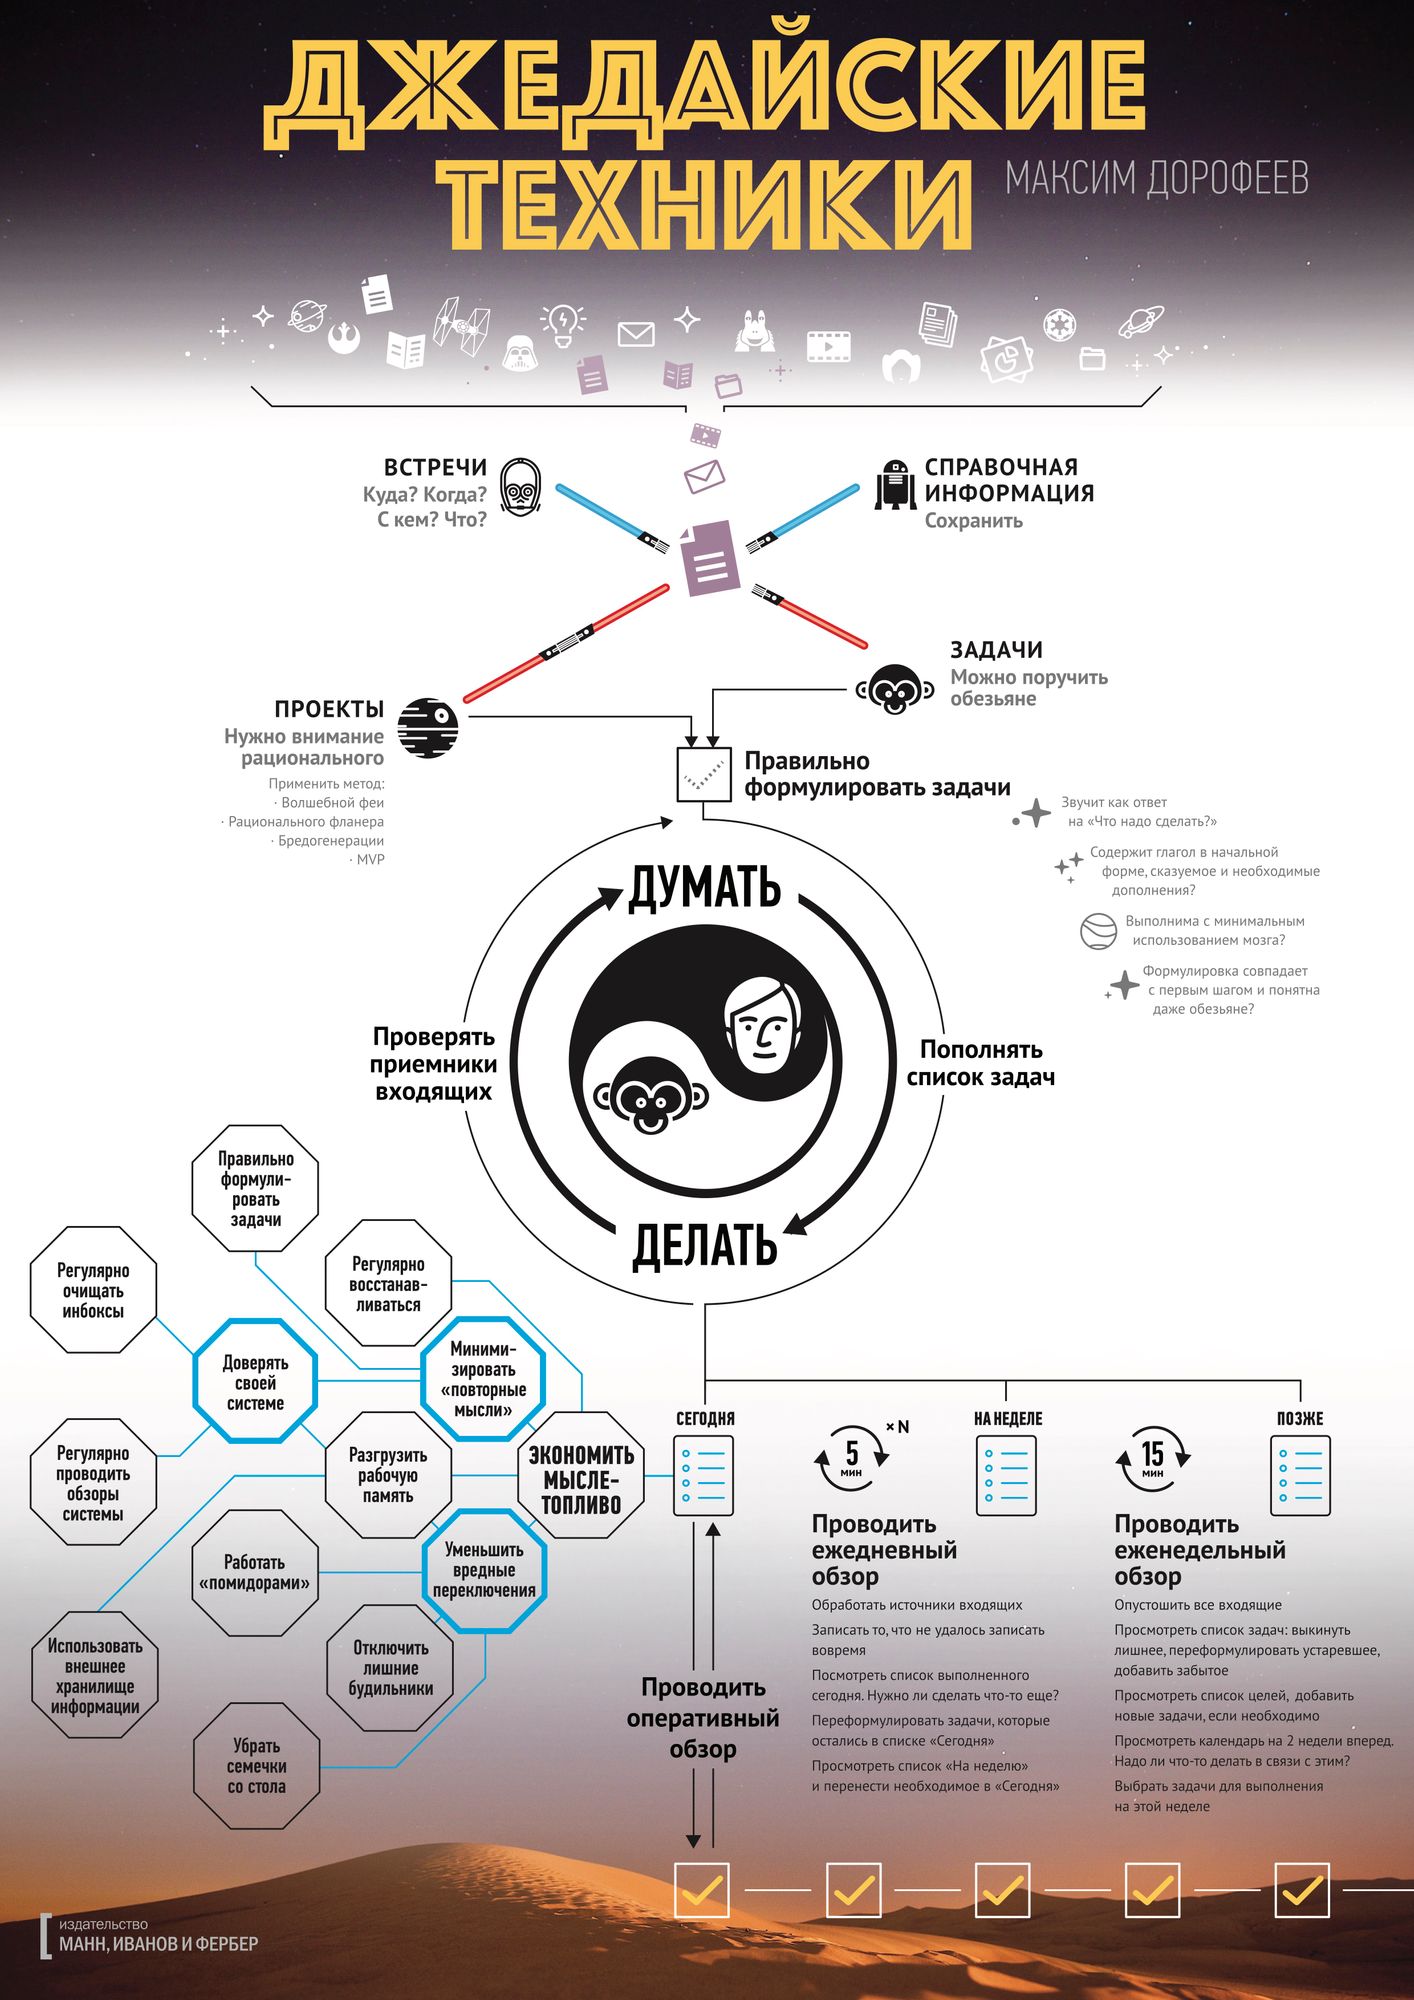 ДЖЕДАЙСКИЕ
ТЕХНИКИ
МАКСИМ ДОРОФЕЕВ
ВСТРЕЧИ
Куда? Когда?
С кем? Что?
СПРАВОЧНАЯ
ИНФОРМАЦИЯ
Сохранить
ПРОЕКТЫ
Нужно внимание
рационального
Применить метод:
· Волшебной феи
· Рационального фланера
· Бредогенерации
· MVP
ЗАДАЧИ
Можно поручить
обезьяне
Правильно
формулировать задачи
Звучит как ответ
на «Что надо сделать?»
Содержит глагол в начальной
форме, сказуемое и необходимые
дополнения?
Выполнима с минимальным
использованием мозга?
Формулировка совпадает
с первым шагом и понятна
даже обезьяне?
ДУМАТЬ
Проверять
приемники
входящих
Пополнять
список задач
ДЕЛАТЬ
Правильно
формули-
ровать
задачи
Регулярно
очищать
инбоксы
Регулярно
восстанав-
ливаться
Доверять
своей
системе
Миними-
зировать
«повторные
мысли»
Регулярно
проводить
обзоры
системы
Разгрузить
рабочую
память
ЭКОНОМИТЬ
МЫСЛЕ-
ТОПЛИВО
Работать
«помидорами»
Уменьшить
вредные
переключения
Использовать
внешнее
хранилище
информации
Отключить
лишние
будильники
Убрать
семечки
со стола
СЕГОДНЯ
Проводить
оперативный
обзор
5
мин
×N
НА НЕДЕЛЕ
Проводить
ежедневный
обзор
Обработать источники входящих
Записать то, что не удалось записать
вовремя
Посмотреть список выполненного
сегодня. Нужно ли сделать что-то еще?
Переформулировать задачи, которые
остались в списке «Сегодня»
Просмотреть список «На неделю»
и перенести необходимое в «Сегодня»
15
мин
ПОЗЖЕ
Проводить
еженедельный
обзор
Опустошить все входящие
Просмотреть список задач: выкинуть
лишнее, переформулировать устаревшее,
добавить забытое
Просмотреть список целей, добавить
новые задачи, если необходимо
Просмотреть календарь на 2 недели вперед.
Надо ли что-то делать в связи с этим?
Выбрать задачи для выполнения
на этой неделе
издательство
МАНН, ИВАНОВ И ФЕРБЕР